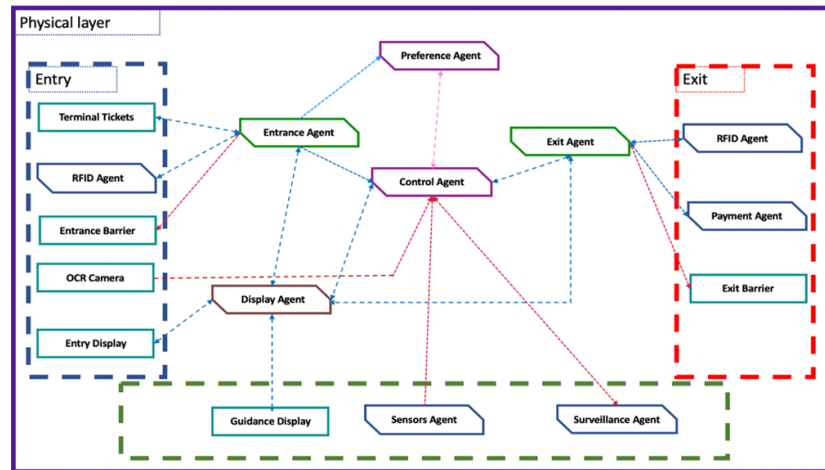 Physical layer
Preference Agent
Entry
Exit
Terminal Tickets
Entrance Agent
Exit Agent
RFID Agent
RFID Agent
Control Agent
Payment Agent
Entrance Barrier
OCR Camera
Display Agent
Exit Barrier
Entry Display
Guidance Display
Sensors Agent
Surveillance Agent